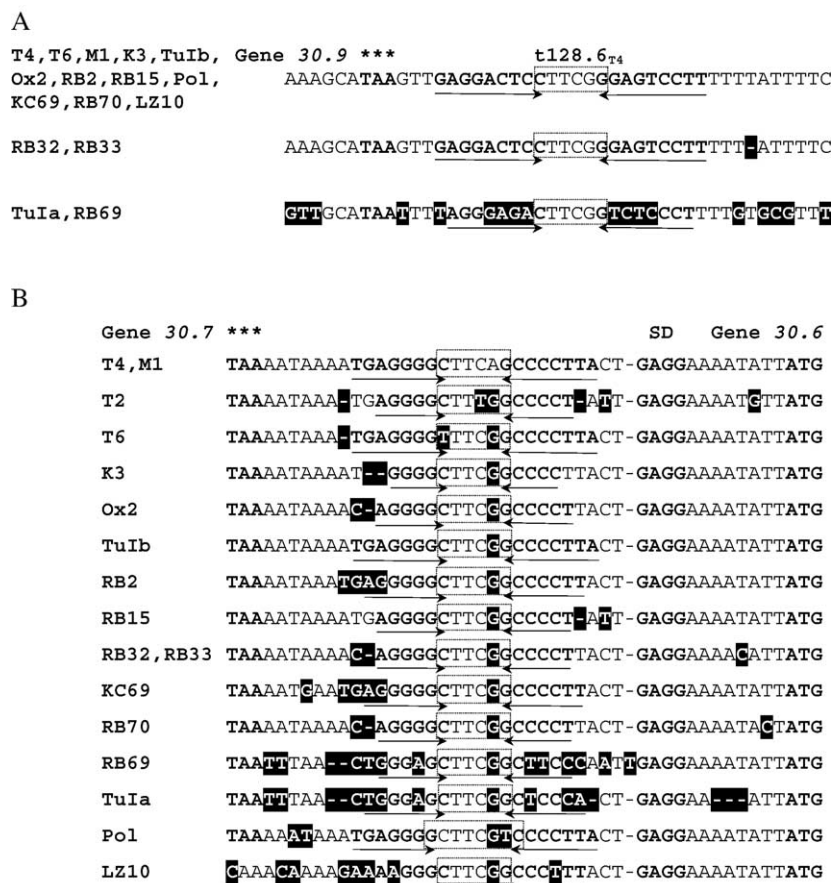 A
T4,T6,M1,K3,TuIb, Gene 30.9 *** t128.6T4
Ox2,RB2,RB15,Pol, AAAGCATAAGTTGAGGACTCCTTCGGGAGTCCTTTTTTATTTTC
KC69,RB70,LZ10
RB32,RB33 AAAGCATAAGTTGAGGACTCCTTCGGGAGTCCTTTTT-ATTTTC
TuIa,RB69 GTTGCATAATTTTAGGGAGACTTCGGTCTCCCTTTTGTGCGTTT
B
Gene 30.7 *** SD Gene 30.6
T4,M1 TAAAATAAAATGAGGGGCTTCAGCCCCTTACT-GAGGAAAATATTATG
T2 TAAAATAAA-TGAGGGGCTTTGGCCCCT-ATT-GAGGAAAATGTTATG
T6 TAAAATAAA-TGAGGGGTTTCGGCCCCTTACT-GAGGAAAATATTATG
K3 TAAAATAAAAT--GGGGCTTCGGCCCCTTACT-GAGGAAAATATTATG
Ox2 TAAAATAAAAC-AGGGGCTTCGGCCCCTTACT-GAGGAAAATATTATG
TuIb TAAAATAAAATGAGGGGCTTCGGCCCCTTACT-GAGGAAAATATTATG
RB2 TAAAATAAATGAGGGGGCTTCGGCCCCTTACT-GAGGAAAATATTATG
RB15 TAAAATAAAATGAGGGGCTTCGGCCCCT-ATT-GAGGAAAATATTATG
RB32,RB33 TAAAATAAAAC-AGGGGCTTCGGCCCCTTACT-GAGGAAAACATTATG
KC69 TAAAATGAATGAGGGGGCTTCGGCCCCTTACT-GAGGAAAATATTATG
RB70 TAAAATAAAAC-AGGGGCTTCGGCCCCTTACT-GAGGAAAATACTATG
RB69 TAATTTAA--CTGGGAGCTTCGGCTTCCCAATTGAGGAAAATATTATG
TuIa TAATTTAA--CTGGGAGCTTCGGCTCCCA-CT-GAGGAA---ATTATG
Pol TAAAAATAAATGAGGGGCTTCGTCCCCTTACT-GAGGAAAATATTATG
LZ10 CAAACAAAAGAAAAGGGCTTCGGCCCTTTACT-GAGGAAAATATTATG